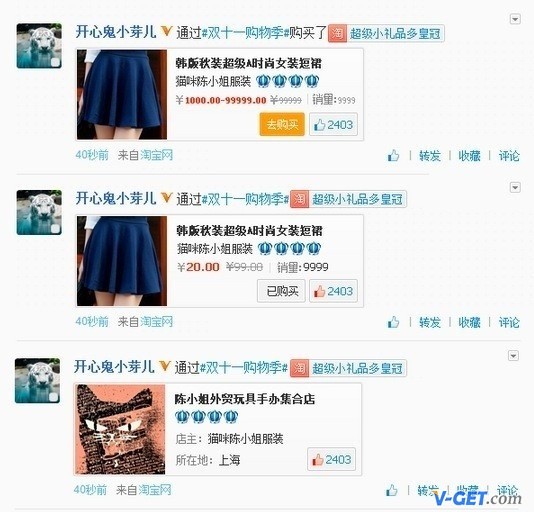 开心鬼小芽儿 通过#双十一购物季#购买了 淘 超级小礼品多皇冠
韩版秋装超级A时尚女装短裙
猫咪陈小姐服装
￥1000.00-99999.00 ￥99999 销量:9999
去购买 2403
40秒前 来自淘宝网 转发 收藏 评论
开心鬼小芽儿 通过#双十一购物季# 淘 超级小礼品多皇冠
韩版秋装超级A时尚女装短裙
猫咪陈小姐服装
￥20.00 ￥99.00 销量:9999
已购买 2403
40秒前 来自淘宝网 转发 收藏 评论
开心鬼小芽儿 通过#双十一购物季# 淘 超级小礼品多皇冠
陈小姐外贸玩具手办集合店
店主：猫咪陈小姐服装
所在地：上海 2403
40秒前 来自淘宝网 转发 收藏 评论
V-GET.com